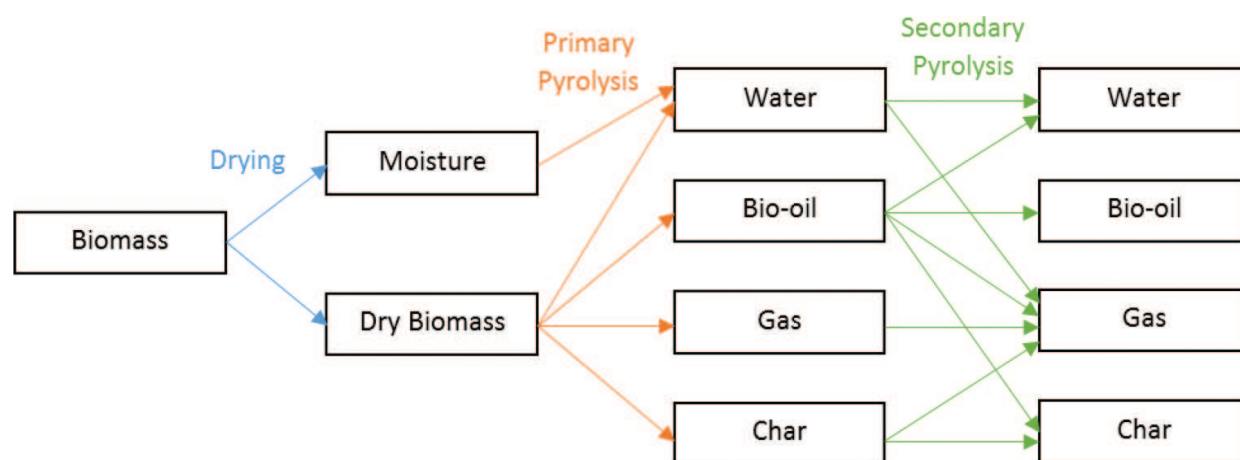 Primary
Pyrolysis
Secondary
Pyrolysis
Water
Water
Drying
Moisture
Bio-oil
Bio-oil
Biomass
Dry Biomass
Gas
Gas
Char
Char